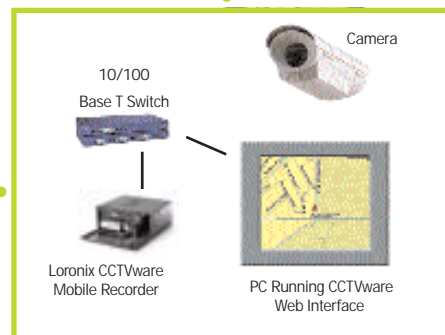 Camera
10/100
Base T Switch
Loronix CCTVware
Mobile Recorder
PC Running CCTVware
Web Interface